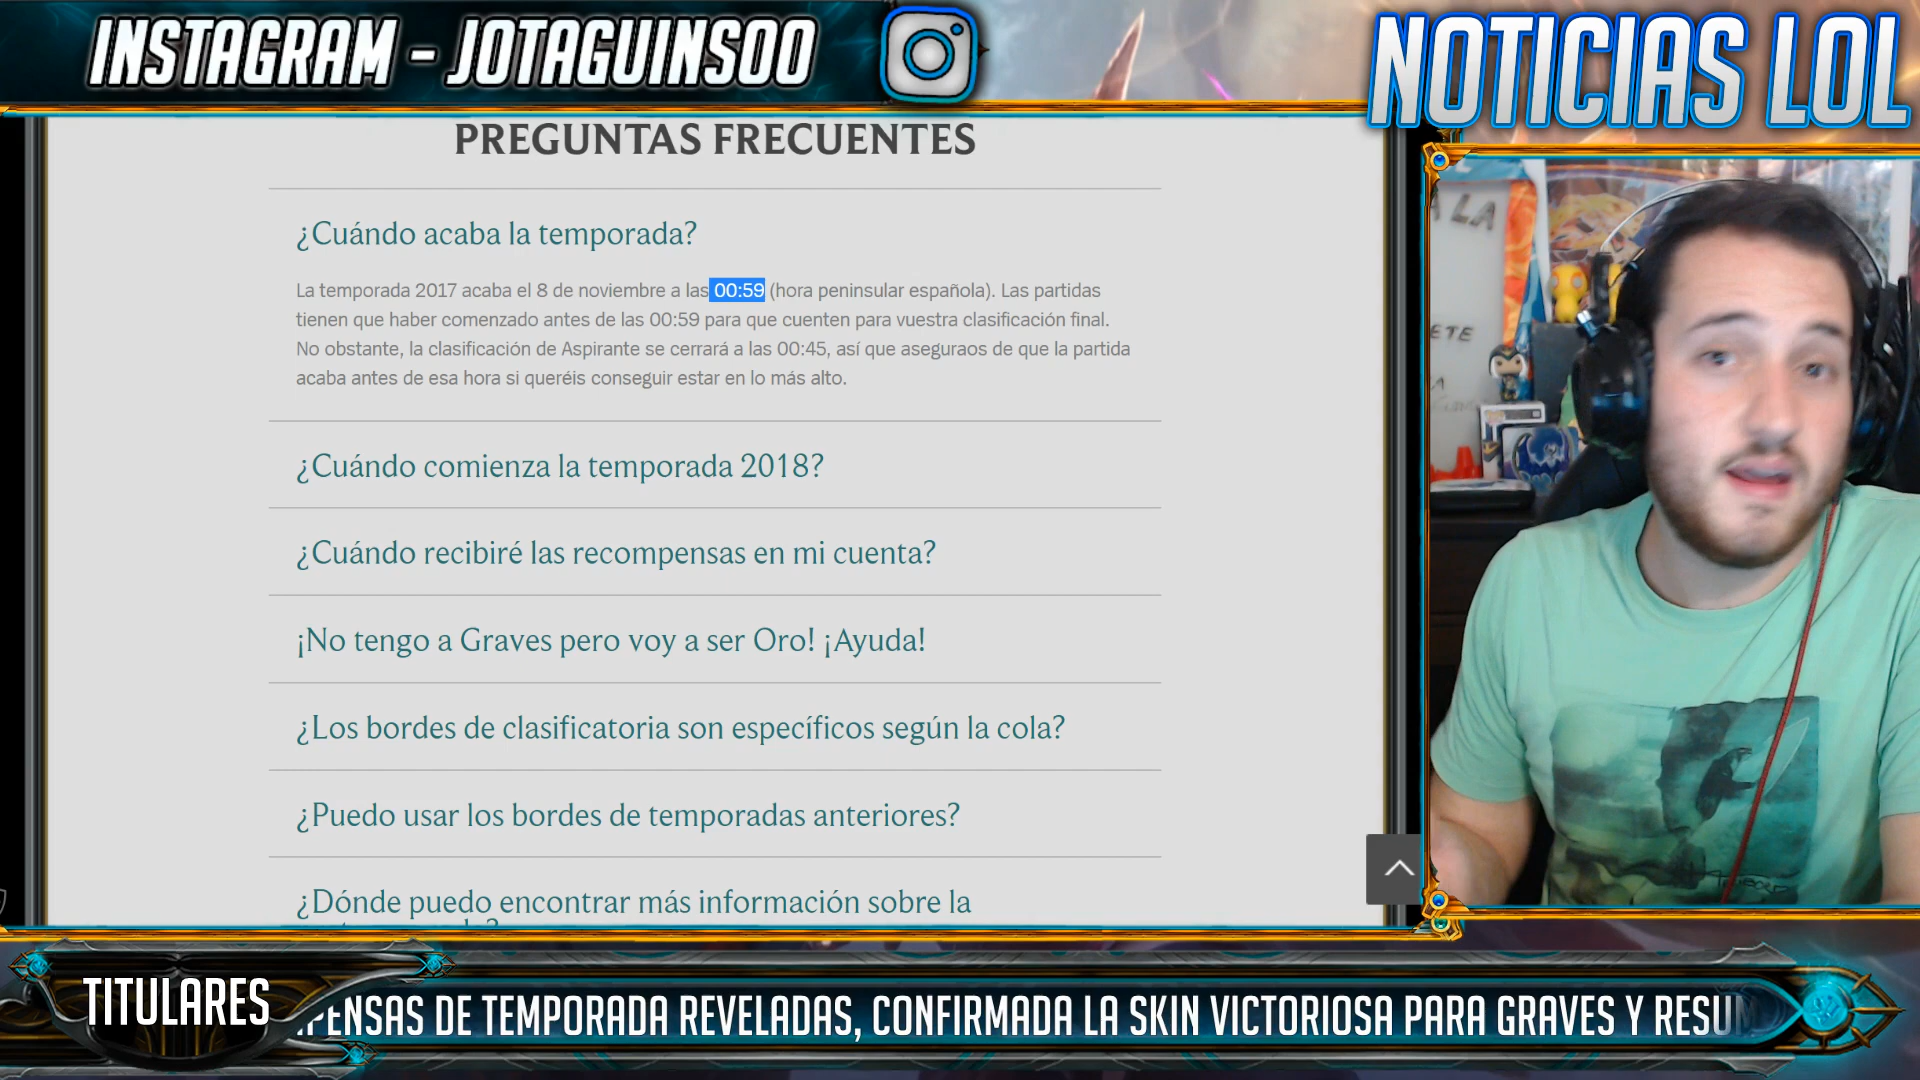 INSTAGRAM - JOTAGUINSOO
NOTICIAS LOL
PREGUNTAS FRECUENTES
¿Cuándo acaba la temporada?
La temporada 2017 acaba el 8 de noviembre a las 00:59 (hora peninsular española). Las partidas
tienen que haber comenzado antes de las 00:59 para que cuenten para vuestra clasificación final.
No obstante, la clasificación de Aspirante se cerrará a las 00:45, así que aseguraos de que la partida
acaba antes de esa hora si queréis conseguir estar en lo más alto.
¿Cuándo comienza la temporada 2018?
¿Cuándo recibiré las recompensas en mi cuenta?
¡No tengo a Graves pero voy a ser Oro! ¡Ayuda!
¿Los bordes de clasificatoria son específicos según la cola?
¿Puedo usar los bordes de temporadas anteriores?
¿Dónde puedo encontrar más información sobre la
A LA
ETE
TITULARES
PENSAS DE TEMPORADA REVELADAS, CONFIRMADA LA SKIN VICTORIOSA PARA GRAVES Y RESU